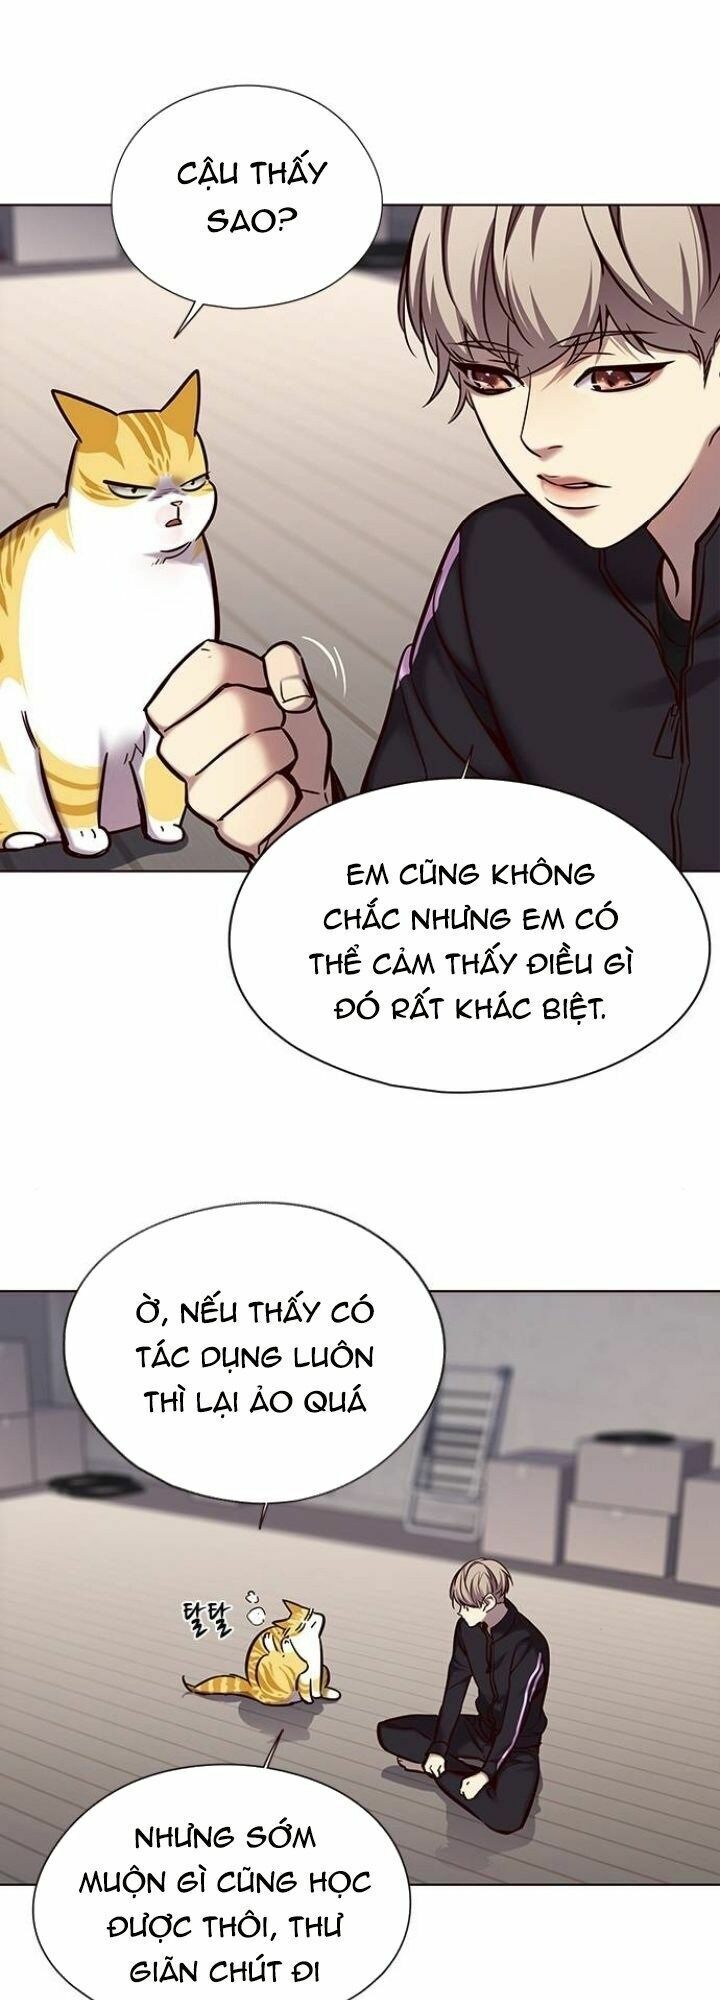 CẬU THẤY
SAO?
EM CŨNG KHÔNG
CHẮC NHƯNG EM CÓ
THỂ CẢM THẤY ĐIỀU GÌ
ĐÓ RẤT KHÁC BIỆT.
Ờ, NẾU THẤY CÓ
TÁC DỤNG LUÔN
THÌ LẠI ẢO QUÁ
탈탈
NHƯNG SỚM
MUỘN GÌ CŨNG HỌC
ĐƯỢC THÔI, THƯ
GIÃN CHÚT ĐI